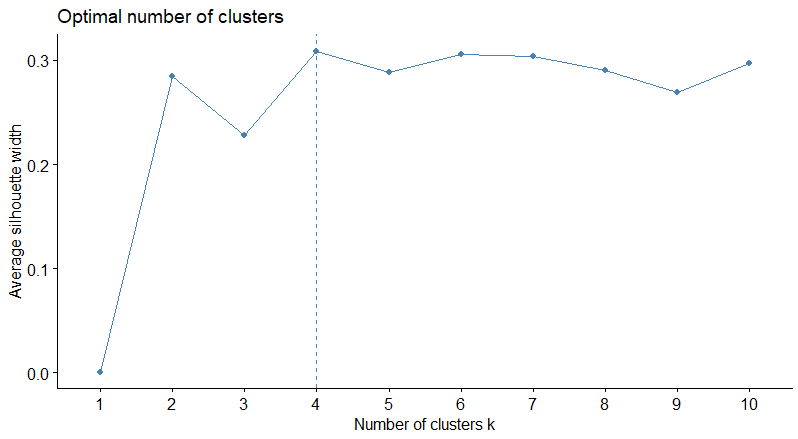 Optimal number of clusters
Average silhouette width
0.3
0.2
0.1
0.0
1 2 3 4 5 6 7 8 9 10
Number of clusters k